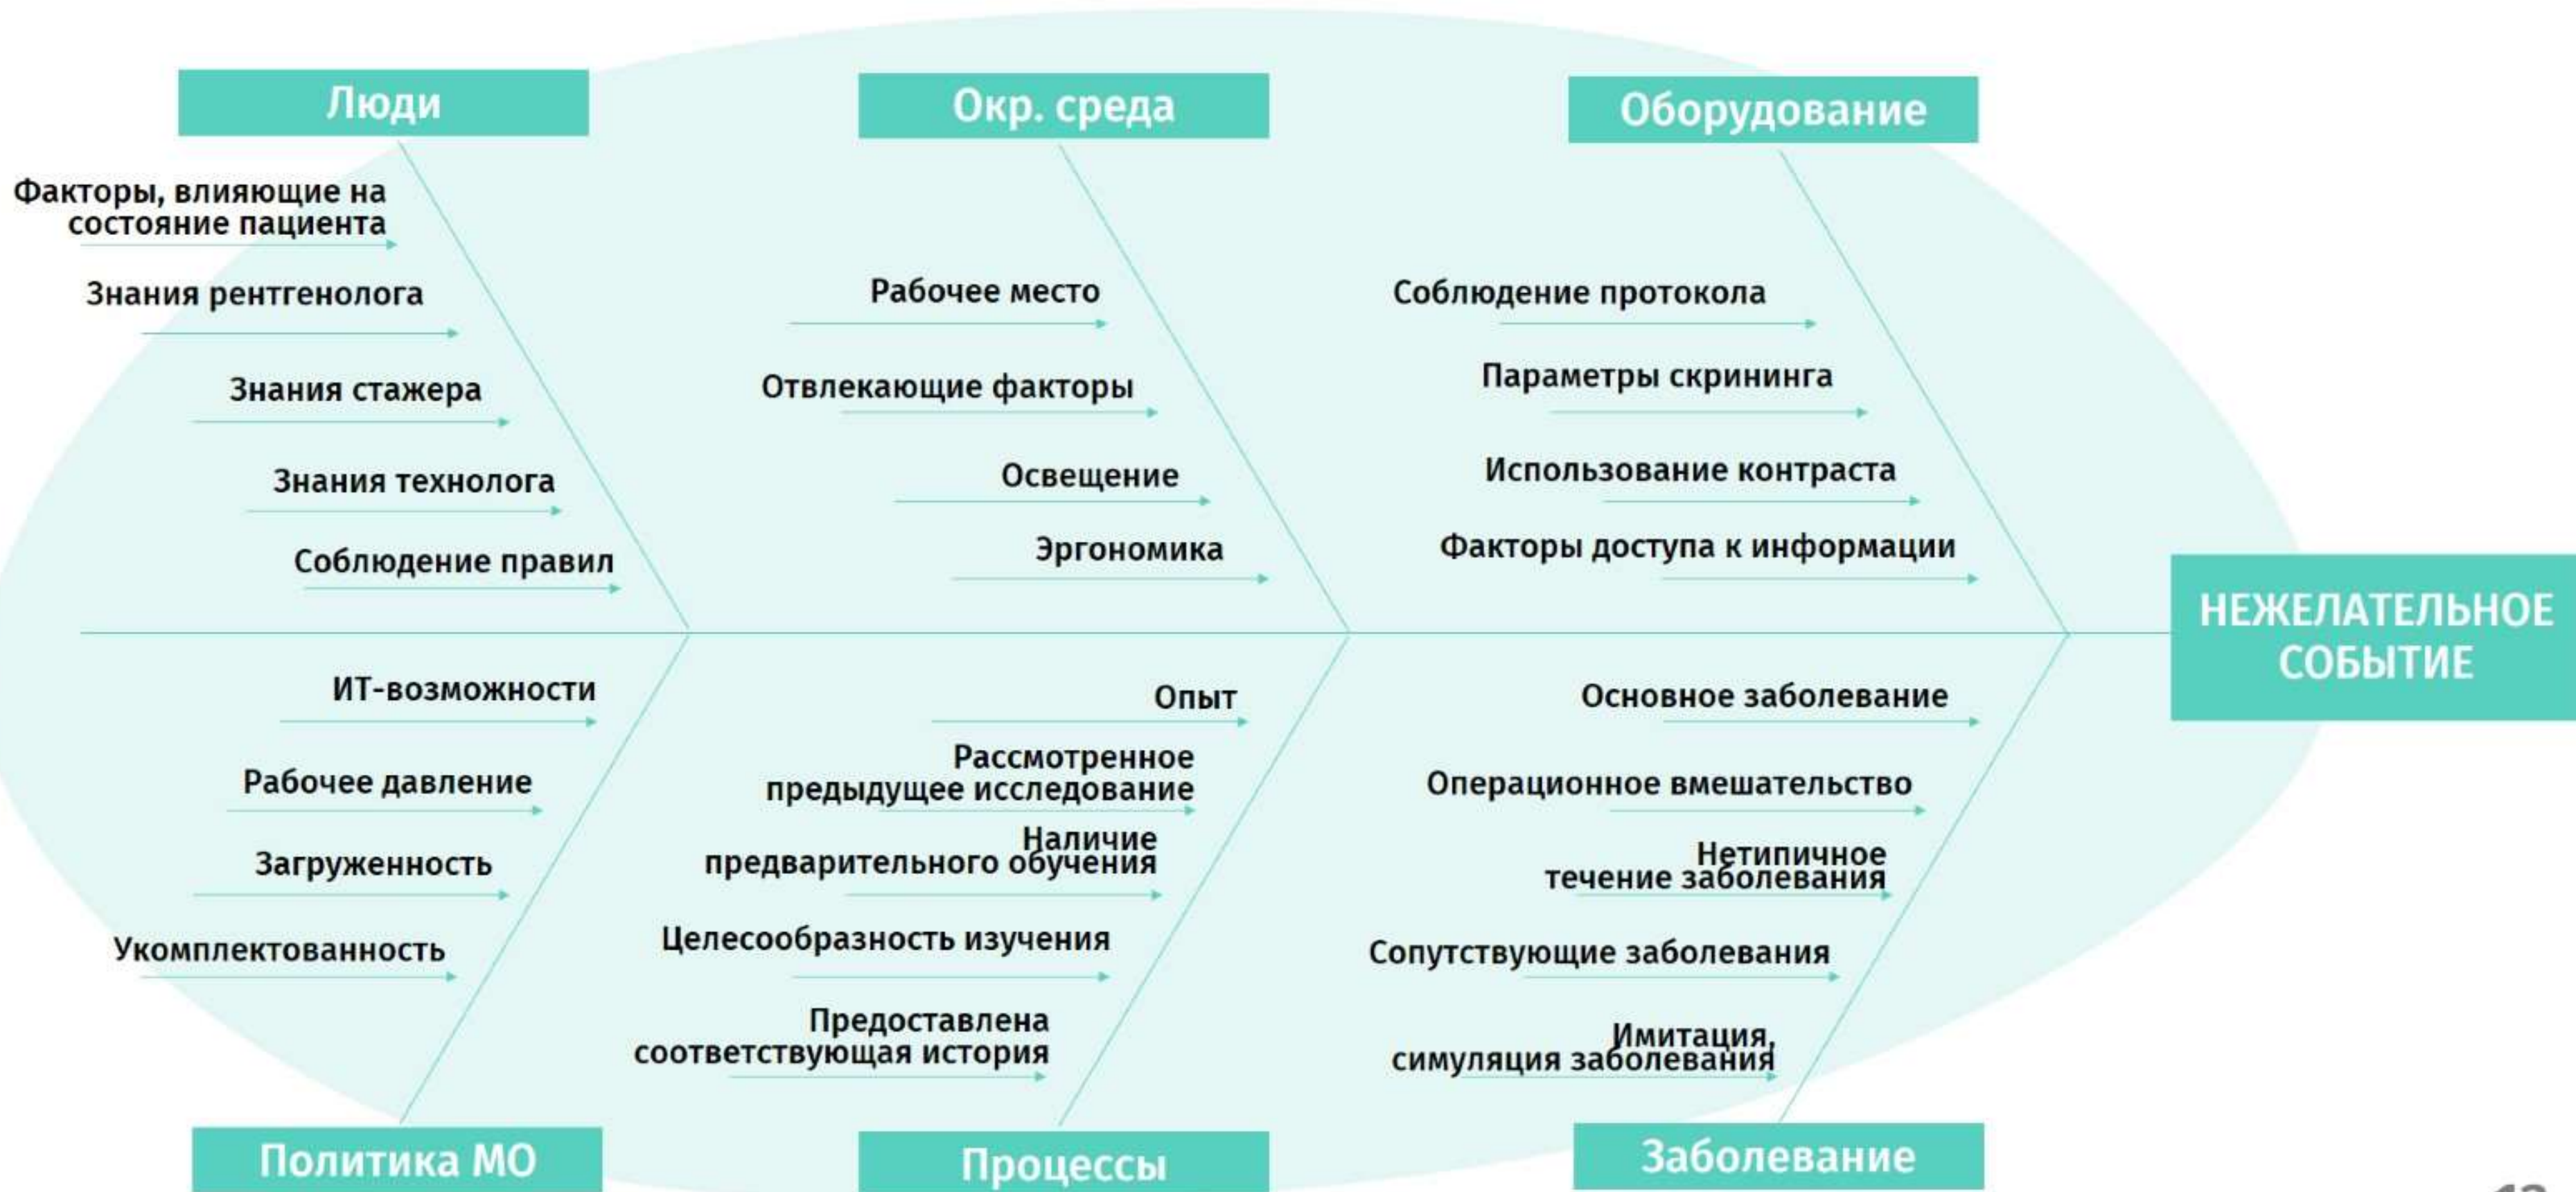 Люди
Факторы, влияющие на
состояние пациента
Знания рентгенолога
Знания стажера
Знания технолога
Соблюдение правил
Окр. среда
Рабочее место
Отвлекающие факторы
Освещение
Эргономика
Оборудование
Соблюдение протокола
Параметры скрининга
Использование контраста
Факторы доступа к информации
НЕЖЕЛАТЕЛЬНОЕ
СОБЫТИЕ
ИТ-возможности
Рабочее давление
Загруженность
Укомплектованность
Политика МО
Опыт
Рассмотренное
предыдущее исследование
Наличие
предварительного обучения
Целесообразность изучения
Предоставлена
соответствующая история
Процессы
Основное заболевание
Операционное вмешательство
Нетипичное
течение заболевания
Сопутствующие заболевания
Имитация,
симуляция заболевания
Заболевание